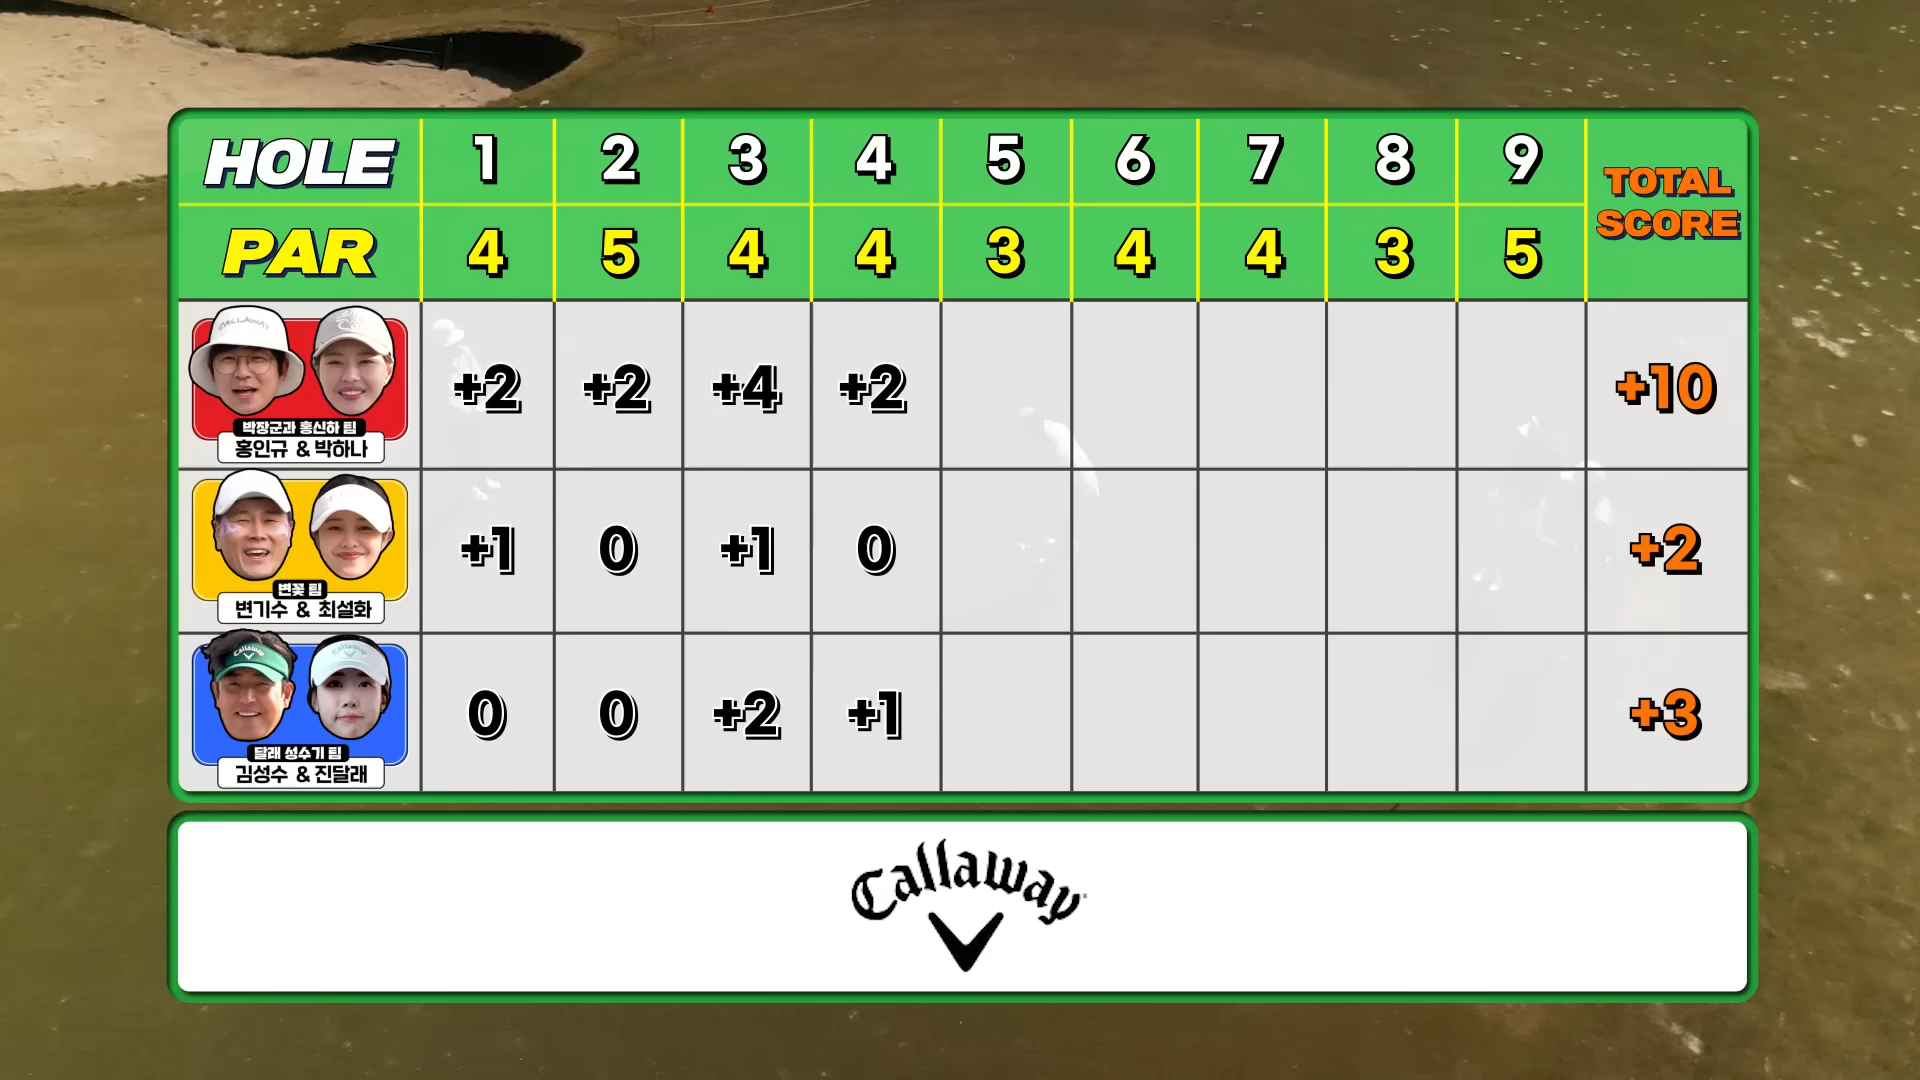 HOLE 1 2 3 4 5 6 7 8 9 TOTAL SCORE
PAR 4 5 4 4 3 4 4 3 5
CALLAWAY
+2 +2 +4 +2 +10
박장군과 홍신하 팀
홍인규 & 박하나
+1 0 +1 0 +2
변꽃 팀
변기수 & 최설화
Callaway Callaway
0 0 +2 +1 +3
달래 성수기 팀
김성수 & 진달래
Callaway